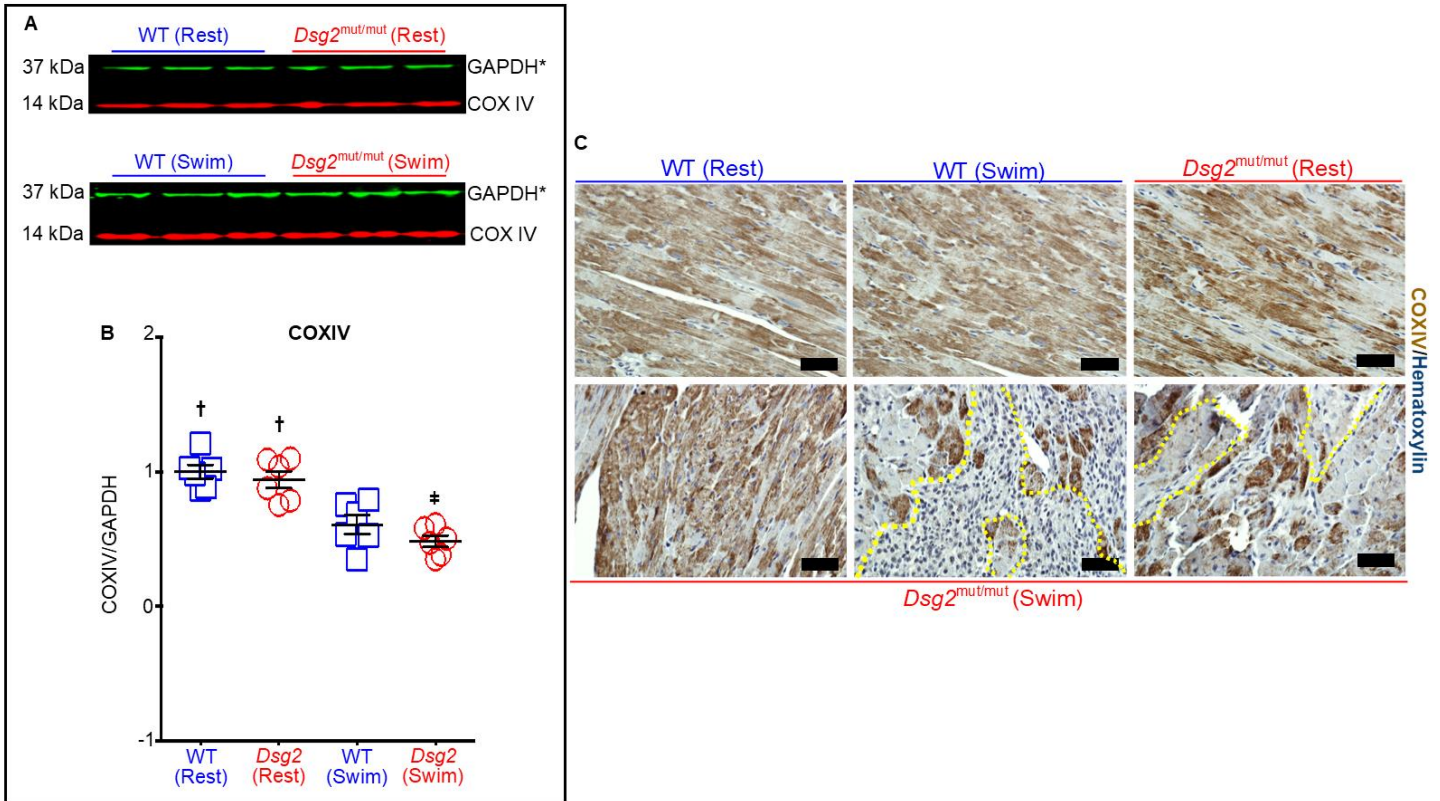 A
WT (Rest) Dsg2mut/mut (Rest)
37 kDa GAPDH*
14 kDa COX IV
WT (Swim) Dsg2mut/mut (Swim)
37 kDa GAPDH*
14 kDa COX IV
B COXIV
2
† †
1
‡
0
-1
COXIV/GAPDH
WT Dsg2 WT Dsg2
(Rest) (Rest) (Swim) (Swim)
C
WT (Rest) WT (Swim) Dsg2mut/mut (Rest)
COXIV/Hematoxylin
Dsg2mut/mut (Swim)